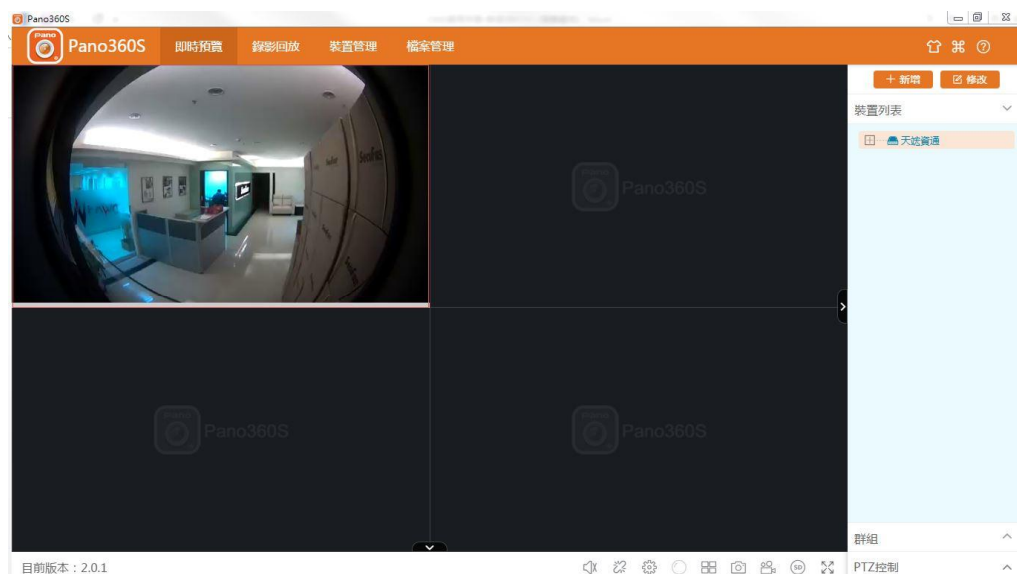 Pano360S
Pano
Pano360S
即時預覽
錄影回放
裝置管理
檔案管理
新增
修改
裝置列表
天誐資通
Pano360S
Pano360S
Pano360S
群組
PTZ控制
目前版本：2.0.1
SD